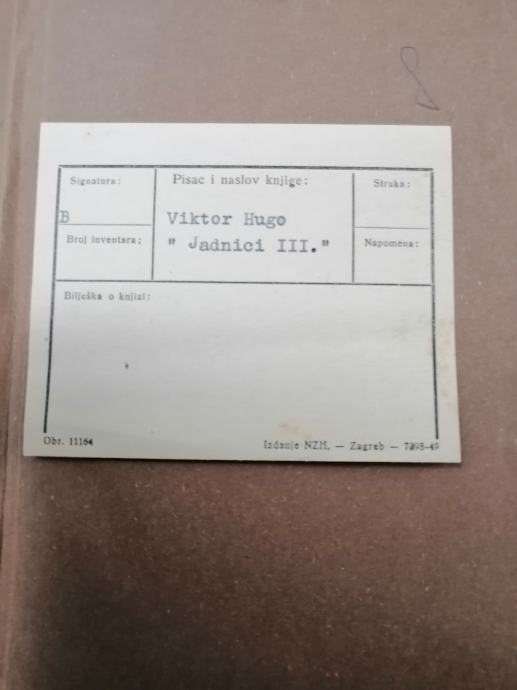 Signatura:
Pisac i naslov knjige:
Struka:
B
Viktor Hugo
Broj inventara;
" Jadnici III."
Napomena:
Bilješka o knjizi:
Obr. 11164
Izdanje NZH, — Zagreb — 7395-49